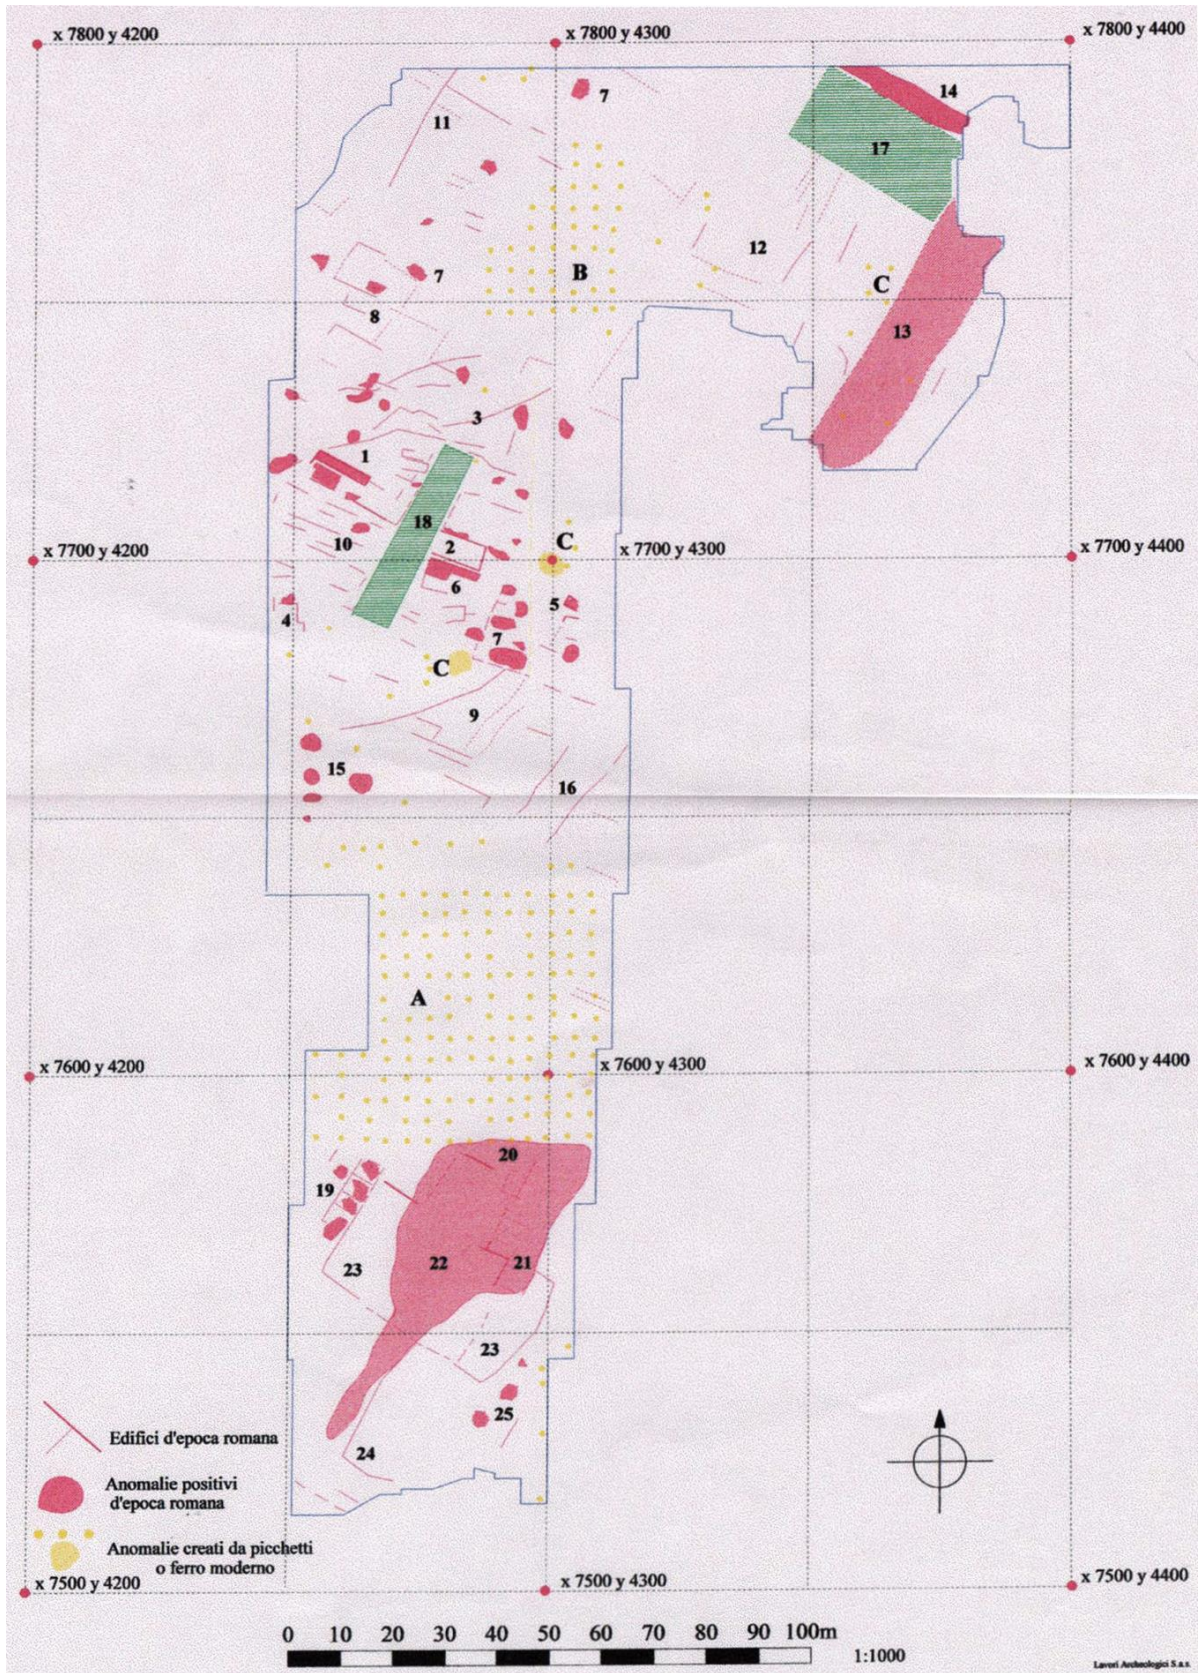 x 7800 y 4200
x 7800 y 4300
x 7800 y 4400
14
7
11
17
12
7
B
C
8
13
3
1
18
10
2
C
x 7700 y 4200
x 7700 y 4300
x 7700 y 4400
6
5
4
7
C
9
15
16
A
x 7600 y 4200
x 7600 y 4300
x 7600 y 4400
20
19
23
22
21
23
25
24
Edifici d'epoca romana
Anomalie positivi
d'epoca romana
Anomalie creati da picchetti
o ferro moderno
x 7500 y 4200
x 7500 y 4300
x 7500 y 4400
0 10 20 30 40 50 60 70 80 90 100m
1:1000
Lavori Archeologici S.a.s.